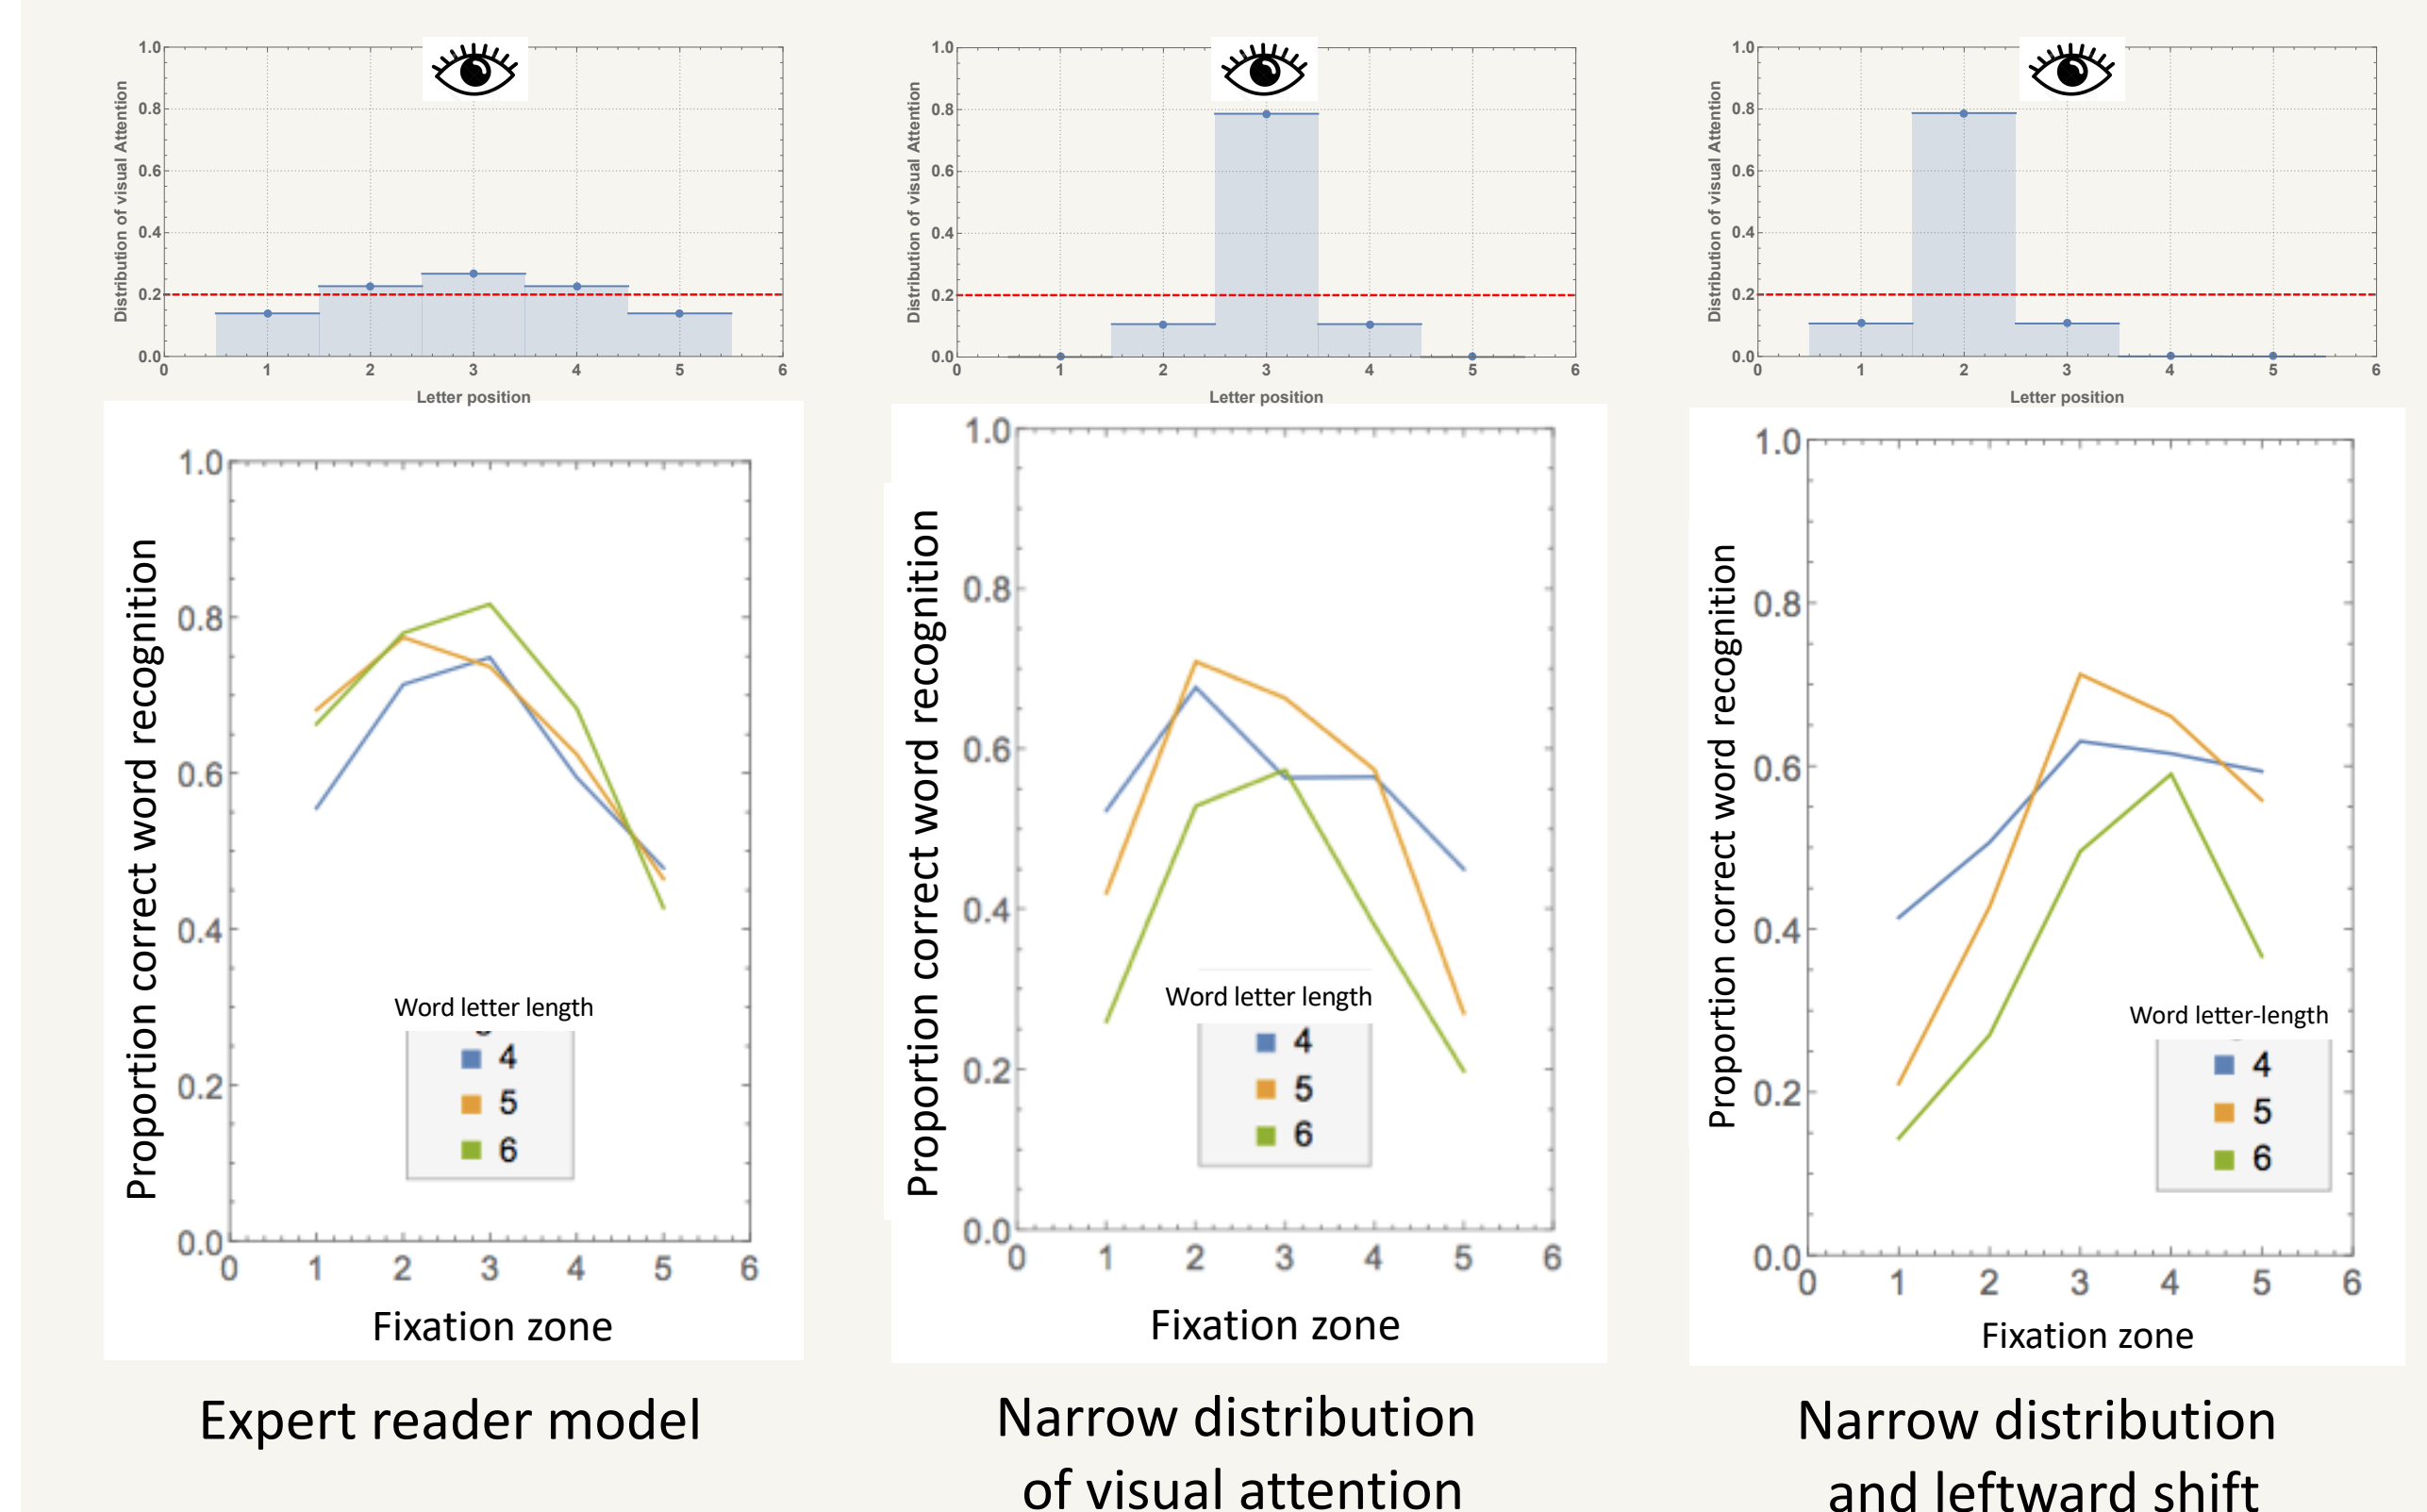 1.0
0.8
0.6
0.4
0.2
0.0
Distribution of visual Attention
0 1 2 3 4 5 6
Letter position
1.0
0.8
0.6
0.4
0.2
0.0
Distribution of visual Attention
0 1 2 3 4 5 6
Letter position
1.0
0.8
0.6
0.4
0.2
0.0
Distribution of visual Attention
0 1 2 3 4 5 6
Letter position
1.0
0.8
0.6
0.4
0.2
0.0
Proportion correct word recognition
Word letter length
4
5
6
0 1 2 3 4 5 6
Fixation zone
1.0
0.8
0.6
0.4
0.2
0.0
Proportion correct word recognition
Word letter length
4
5
6
0 1 2 3 4 5 6
Fixation zone
1.0
0.8
0.6
0.4
0.2
0.0
Proportion correct word recognition
Word letter-length
4
5
6
0 1 2 3 4 5 6
Fixation zone
Expert reader model
Narrow distribution
of visual attention
Narrow distribution
and leftward shift